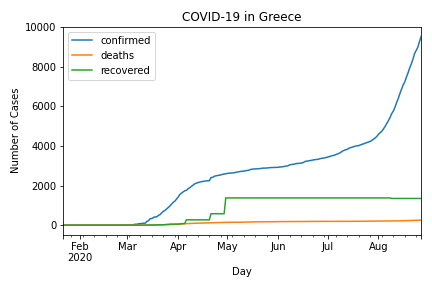 COVID-19 in Greece
confirmed
deaths
recovered
Number of Cases
10000
8000
6000
4000
2000
0
Feb Mar Apr May Jun Jul Aug
2020
Day